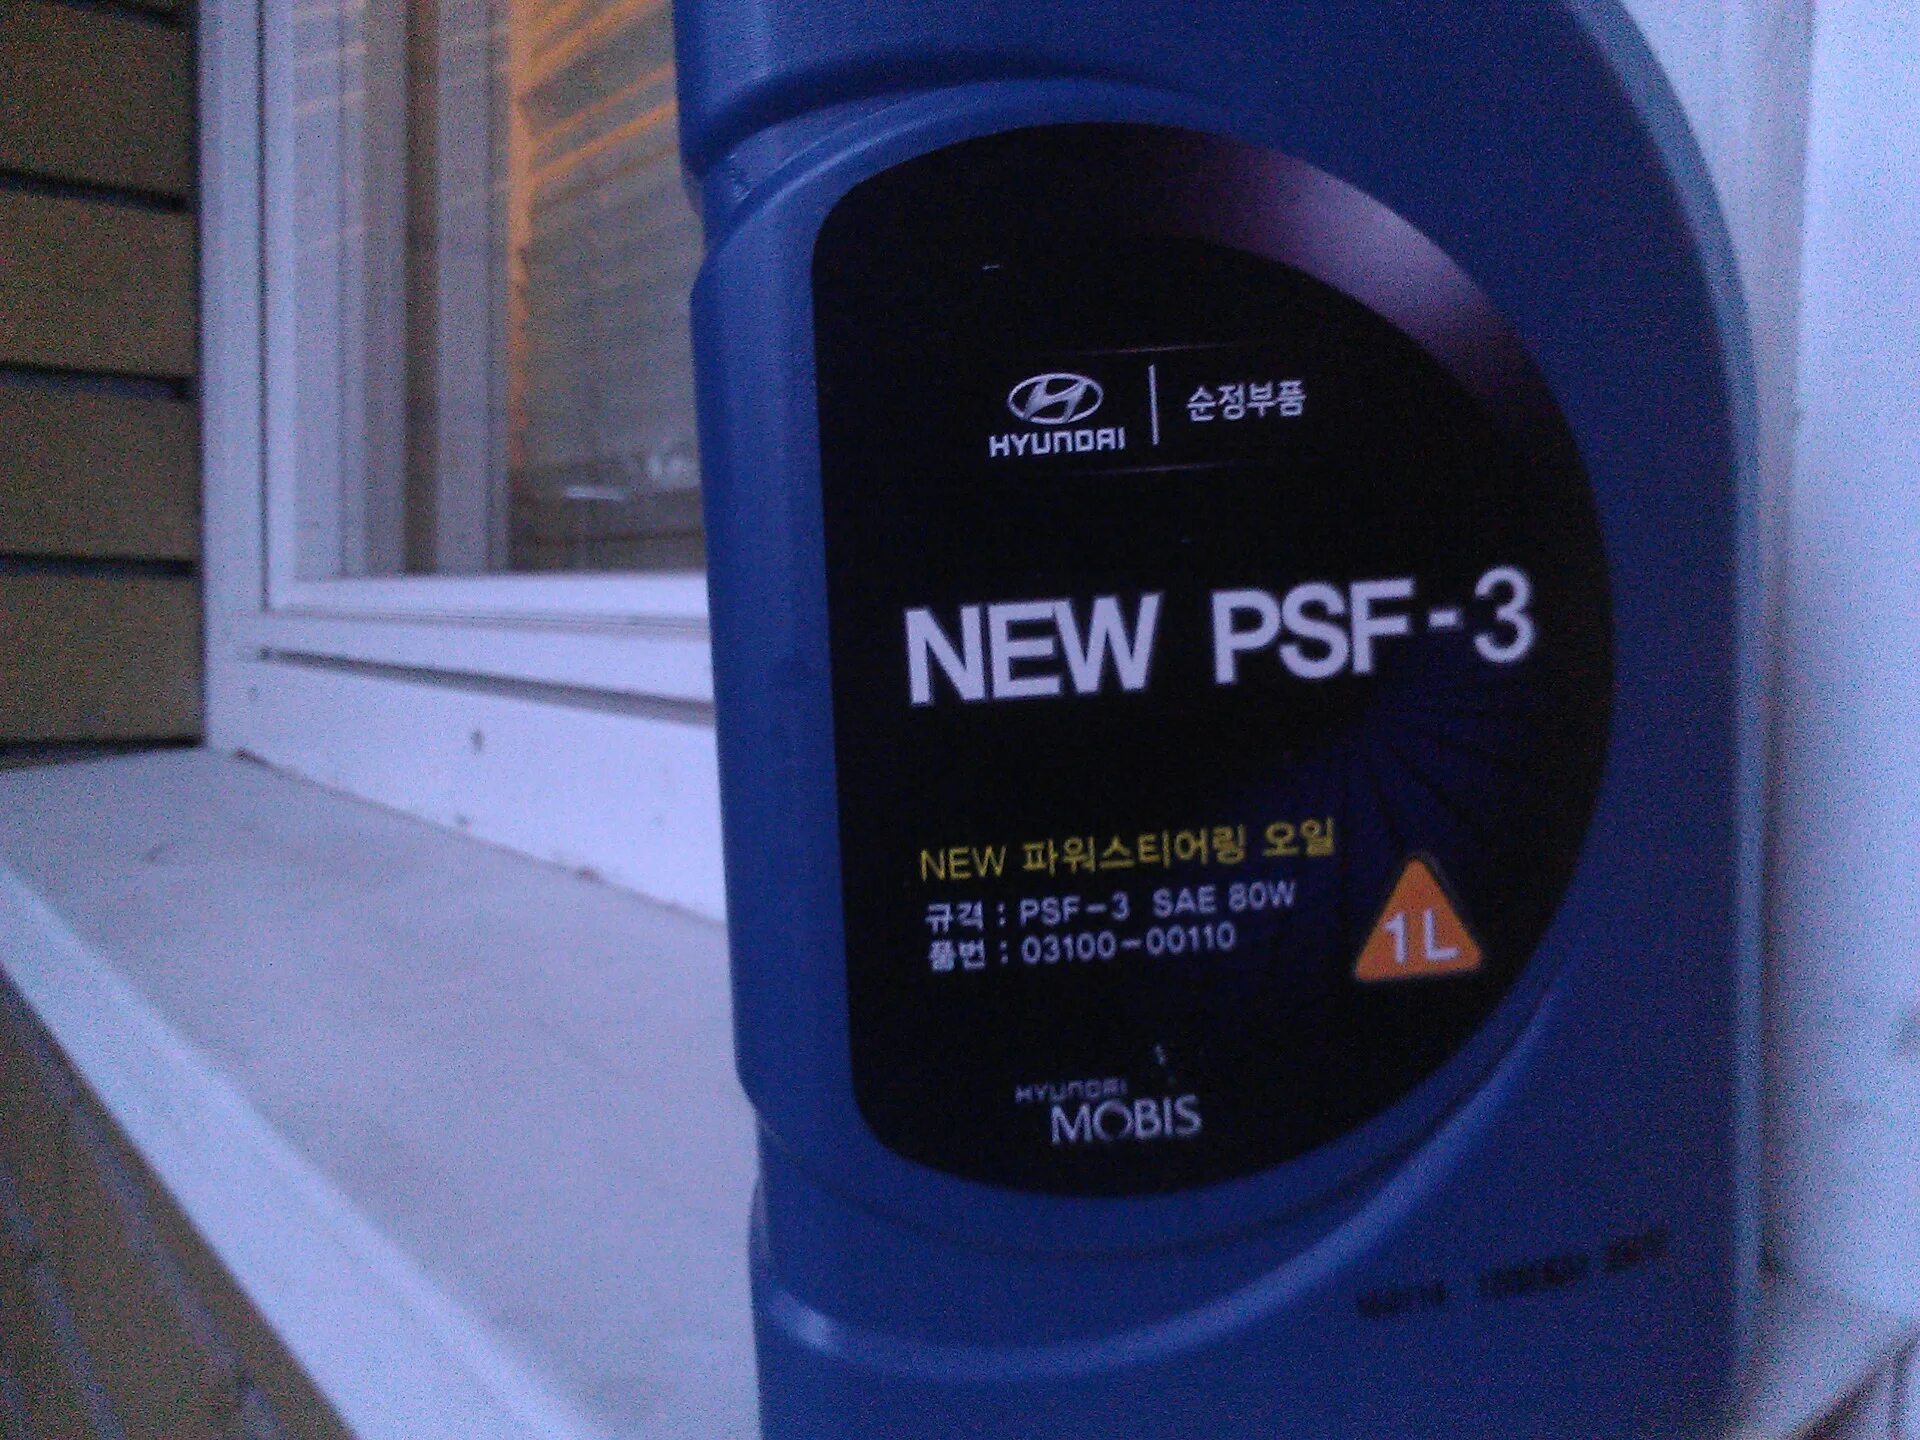 HYUNDAI 순정부품
NEW PSF-3
NEW 파워스티어링 오일
규격 : PSF-3 SAE 80W
품번 : 03100-00110
1L
HYUNDAI
MOBIS